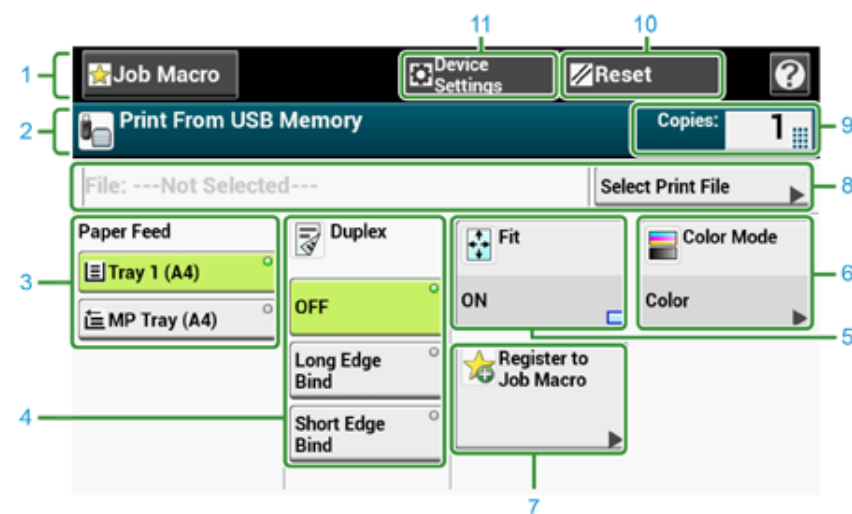 11
10
1
Job Macro
Device
Settings
Reset
?
2
Print From USB Memory
Copies:
1
9
File: ---Not Selected---
Select Print File
8
Paper Feed
Duplex
Fit
Color Mode
3
Tray 1 (A4)
MP Tray (A4)
OFF
ON
Color
6
5
Long Edge
Bind
Register to
Job Macro
4
Short Edge
Bind
7